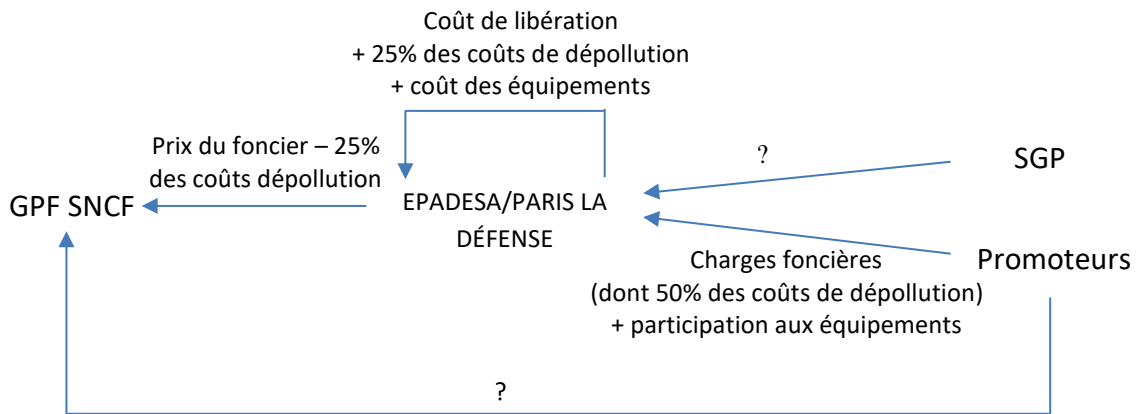 Coût de libération
+ 25% des coûts de dépollution
+ coût des équipements
Prix du foncier – 25%
des coûts dépollution
?
SGP
GPF SNCF
EPADESA/PARIS LA
DÉFENSE
Promoteurs
Charges foncières
(dont 50% des coûts de dépollution)
+ participation aux équipements
?